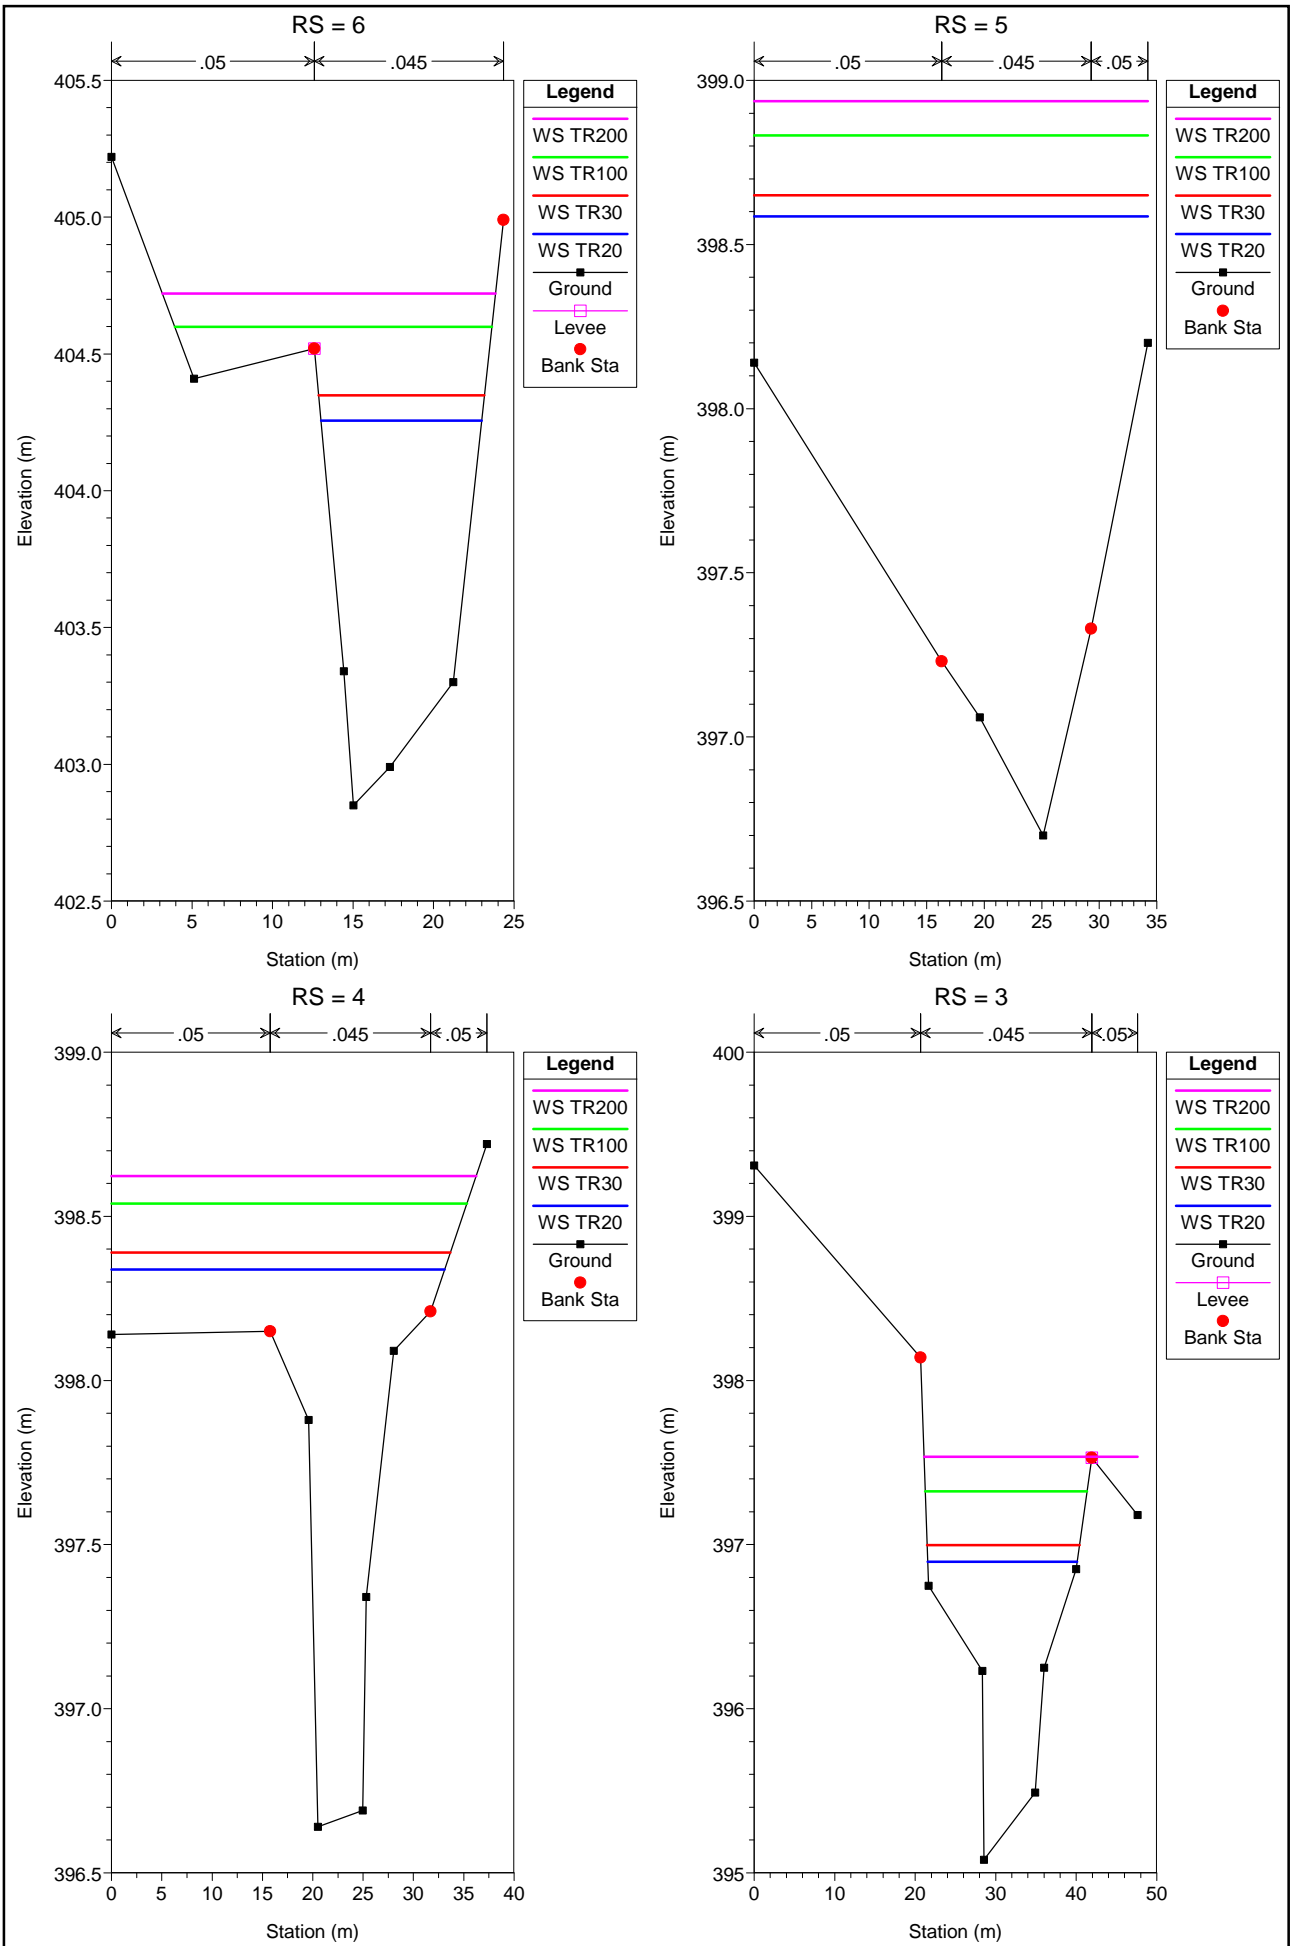 RS = 6
.05 .045
405.5
405.0
404.5
404.0
403.5
403.0
402.5
0 5 10 15 20 25
Station (m)
Elevation (m)
Legend
WS TR200
WS TR100
WS TR30
WS TR20
Ground
Levee
Bank Sta
RS = 5
.05 .045 .05
399.0
398.5
398.0
397.5
397.0
396.5
0 5 10 15 20 25 30 35
Station (m)
Elevation (m)
Legend
WS TR200
WS TR100
WS TR30
WS TR20
Ground
Bank Sta
RS = 4
.05 .045 .05
399.0
398.5
398.0
397.5
397.0
396.5
0 5 10 15 20 25 30 35 40
Station (m)
Elevation (m)
Legend
WS TR200
WS TR100
WS TR30
WS TR20
Ground
Bank Sta
RS = 3
.05 .045 .05
400
399
398
397
396
395
0 10 20 30 40 50
Station (m)
Elevation (m)
Legend
WS TR200
WS TR100
WS TR30
WS TR20
Ground
Levee
Bank Sta